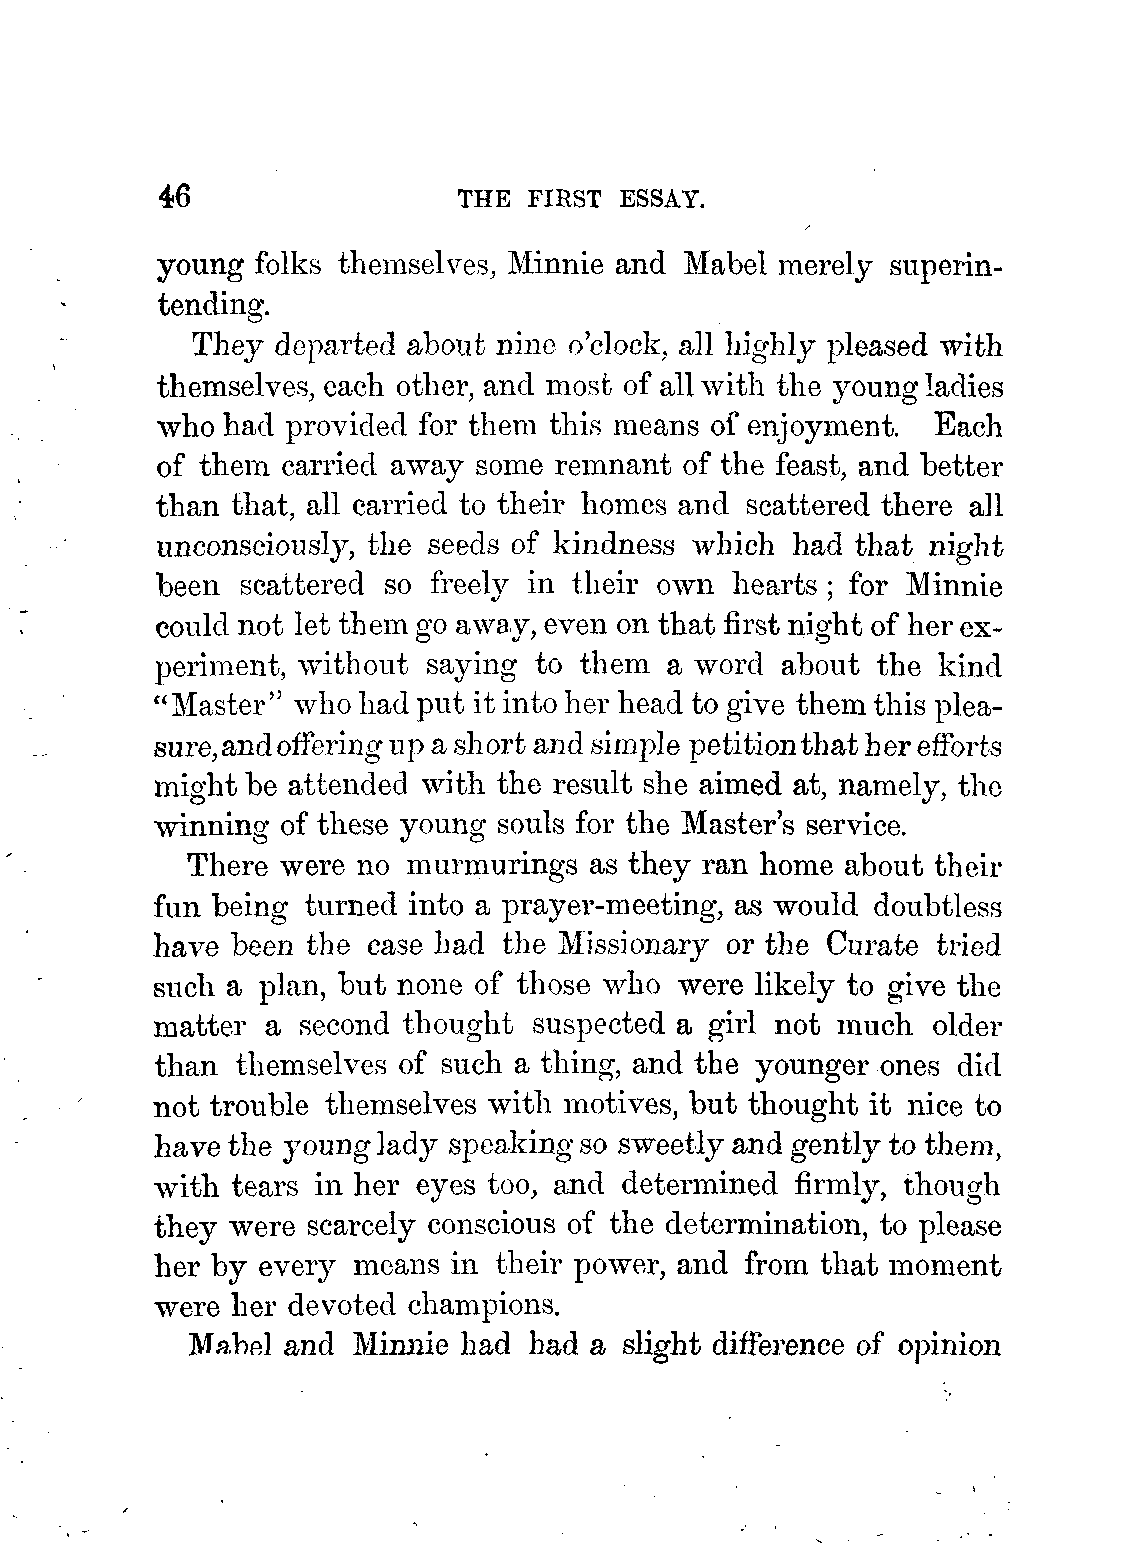 46 THE FIRST ESSAY.
young folks themselves, Minnie and Mabel merely superin-
tending.
They departed about nine o'clock, all highly pleased with
themselves, each other, and most of all with the young ladies
who had provided for them this means of enjoyment. Each
of them carried away some remnant of the feast, and better
than that, all carried to their homes and scattered there all
unconsciously, the seeds of kindness which had that night
been scattered so freely in their own hearts ; for Minnie
could not let them go away, even on that first night of her ex-
periment, without saying to them a word about the kind
"Master" who had put it into her head to give them this plea-
sure, and offering up a short and simple petition that her efforts
might be attended with the result she aimed at, namely, the
winning of these young souls for the Master's service.
There were no murmurings as they ran home about their
fun being turned into a prayer-meeting, as would doubtless
have been the case had the Missionary or the Curate tried
such a plan, but none of those who were likely to give the
matter a second thought suspected a girl not much older
than themselves of such a thing, and the younger ones did
not trouble themselves with motives, but thought it nice to
have the young lady speaking so sweetly and gently to them,
with tears in her eyes too, and determined firmly, though
they were scarcely conscious of the determination, to please
her by every means in their power, and from that moment
were her devoted champions.
Mabel and Minnie had had a slight difference of opinion